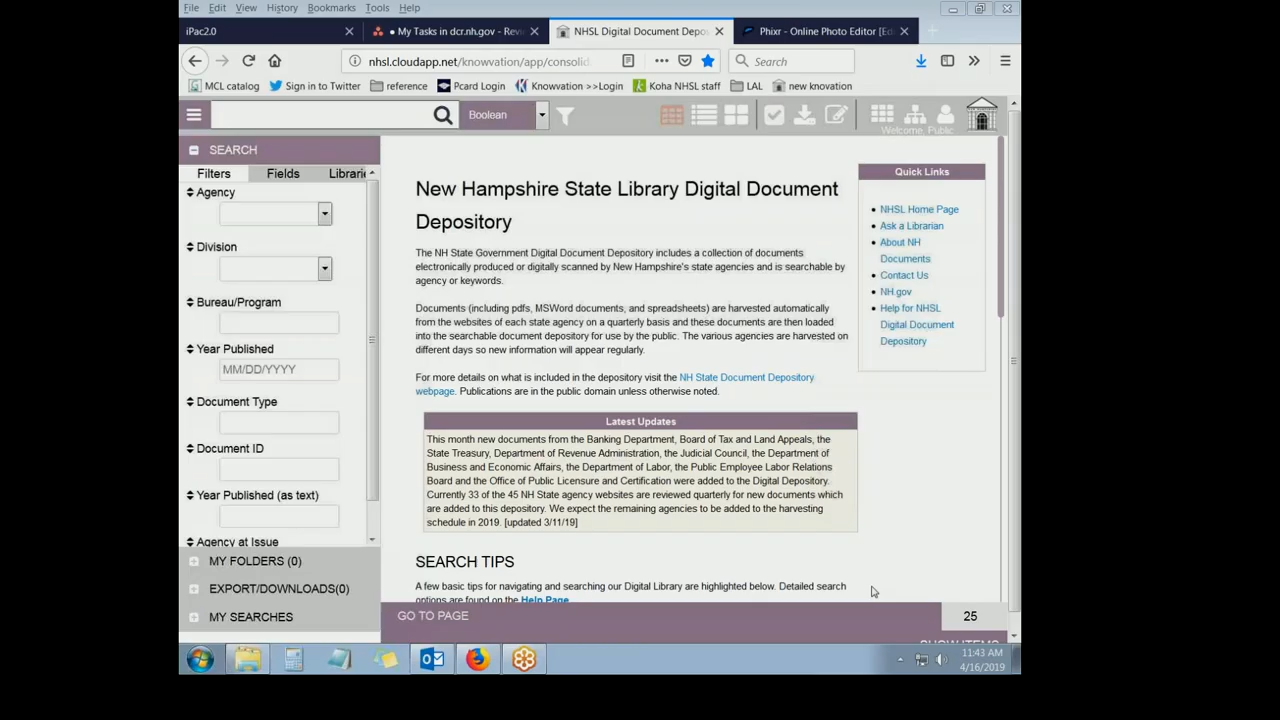 File Edit View History Bookmarks Tools Help
iPac2.0
● My Tasks in dcr.nh.gov - Revi
NHSL Digital Document Depos
Phixr - Online Photo Editor [Ed
nhsl.cloudapp.net/knowvation/app/consolid
Search
MCL catalog
Sign in to Twitter
reference
Pcard Login
Knowvation >>Login
Koha NHSL staff
LAL
new knovation
Boolean
Welcome, Public
SEARCH
Filters Fields Librarie
Agency
Division
Bureau/Program
Year Published
MM/DD/YYYY
Document Type
Document ID
Year Published (as text)
Agency at Issue
MY FOLDERS (0)
EXPORT/DOWNLOADS(0)
MY SEARCHES
New Hampshire State Library Digital Document
Depository
The NH State Government Digital Document Depository includes a collection of documents
electronically produced or digitally scanned by New Hampshire's state agencies and is searchable by
agency or keywords.
Documents (including pdfs, MSWord documents, and spreadsheets) are harvested automatically
from the websites of each state agency on a quarterly basis and these documents are then loaded
into the searchable document depository for use by the public. The various agencies are harvested on
different days so new information will appear regularly.
For more details on what is included in the depository visit the NH State Document Depository
webpage. Publications are in the public domain unless otherwise noted.
Latest Updates
This month new documents from the Banking Department, Board of Tax and Land Appeals, the
State Treasury, Department of Revenue Administration, the Judicial Council, the Department of
Business and Economic Affairs, the Department of Labor, the Public Employee Labor Relations
Board and the Office of Public Licensure and Certification were added to the Digital Depository.
Currently 33 of the 45 NH State agency websites are reviewed quarterly for new documents which
are added to this depository. We expect the remaining agencies to be added to the harvesting
schedule in 2019. [updated 3/11/19]
SEARCH TIPS
A few basic tips for navigating and searching our Digital Library are highlighted below. Detailed search
options are found on the Help Page
Quick Links
NHSL Home Page
Ask a Librarian
About NH
Documents
Contact Us
NH.gov
Help for NHSL
Digital Document
Depository
GO TO PAGE
25
SHOW ITEMS
11:43 AM
4/16/2019